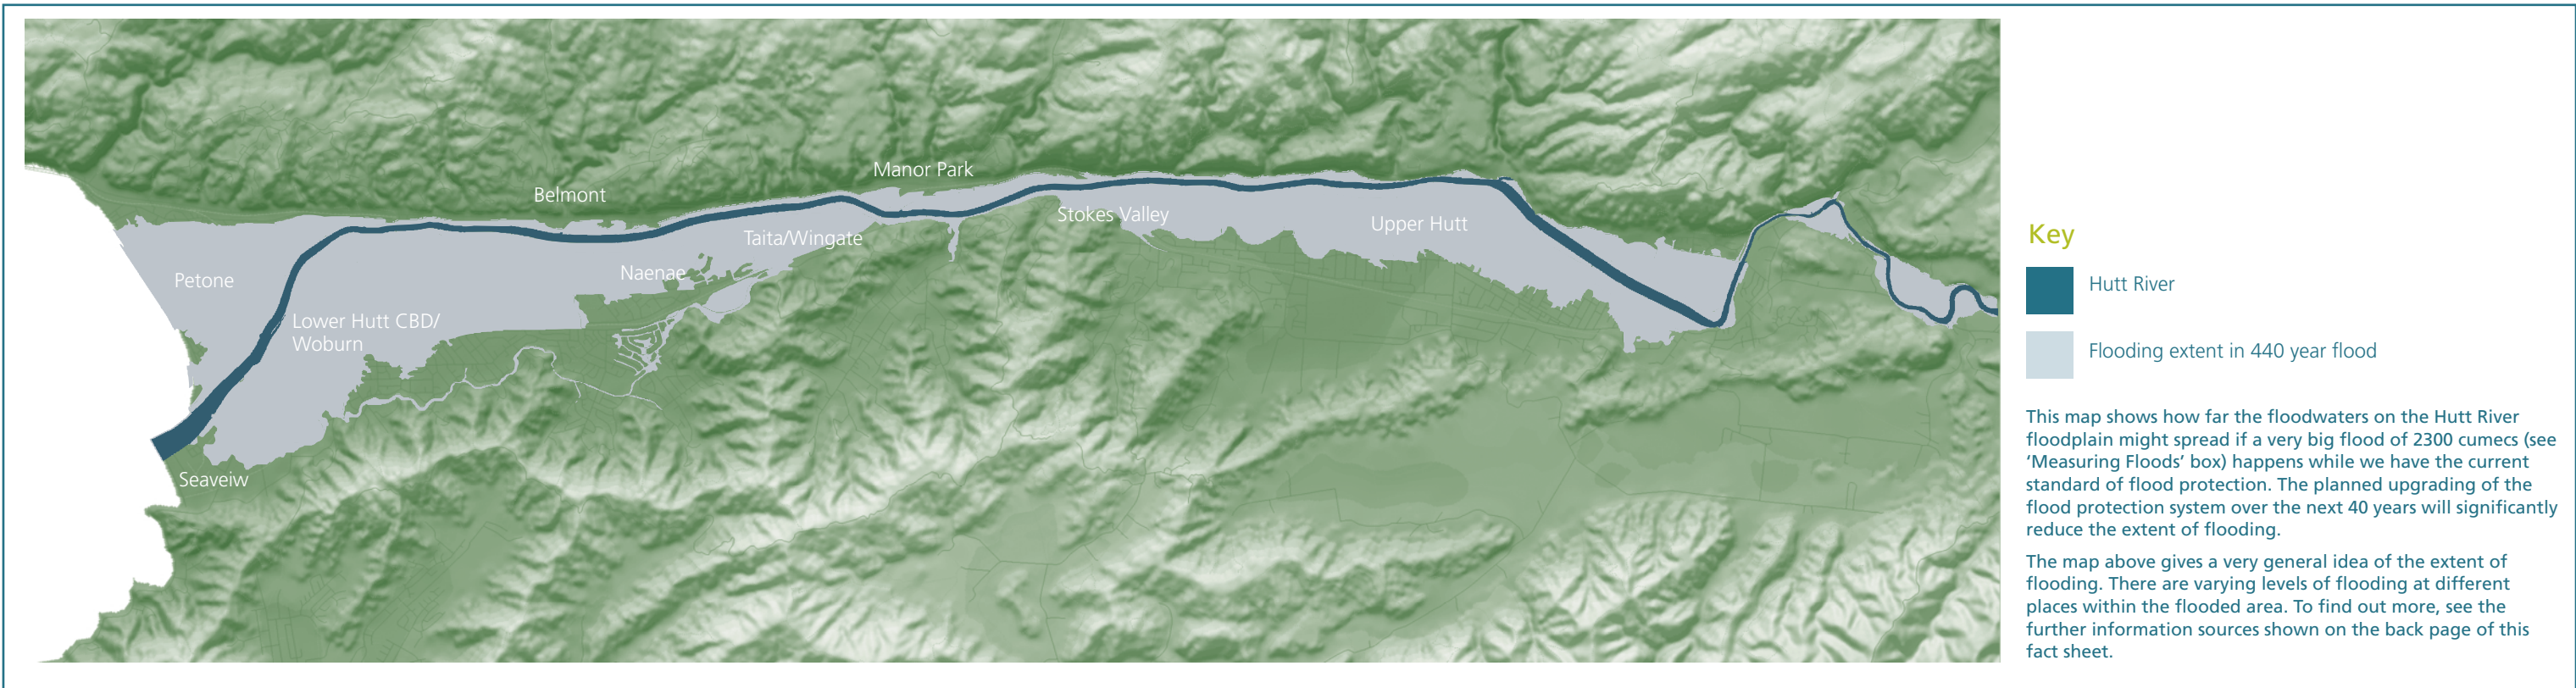 Manor Park
Belmont
Stokes Valley
Upper Hutt
Taita/Wingate
Naenae
Petone
Lower Hutt CBD/
Woburn
Seaveiw
Key
Hutt River
Flooding extent in 440 year flood
This map shows how far the floodwaters on the Hutt River
floodplain might spread if a very big flood of 2300 cumecs (see
‘Measuring Floods’ box) happens while we have the current
standard of flood protection. The planned upgrading of the
flood protection system over the next 40 years will significantly
reduce the extent of flooding.
The map above gives a very general idea of the extent of
flooding. There are varying levels of flooding at different
places within the flooded area. To find out more, see the
further information sources shown on the back page of this
fact sheet.